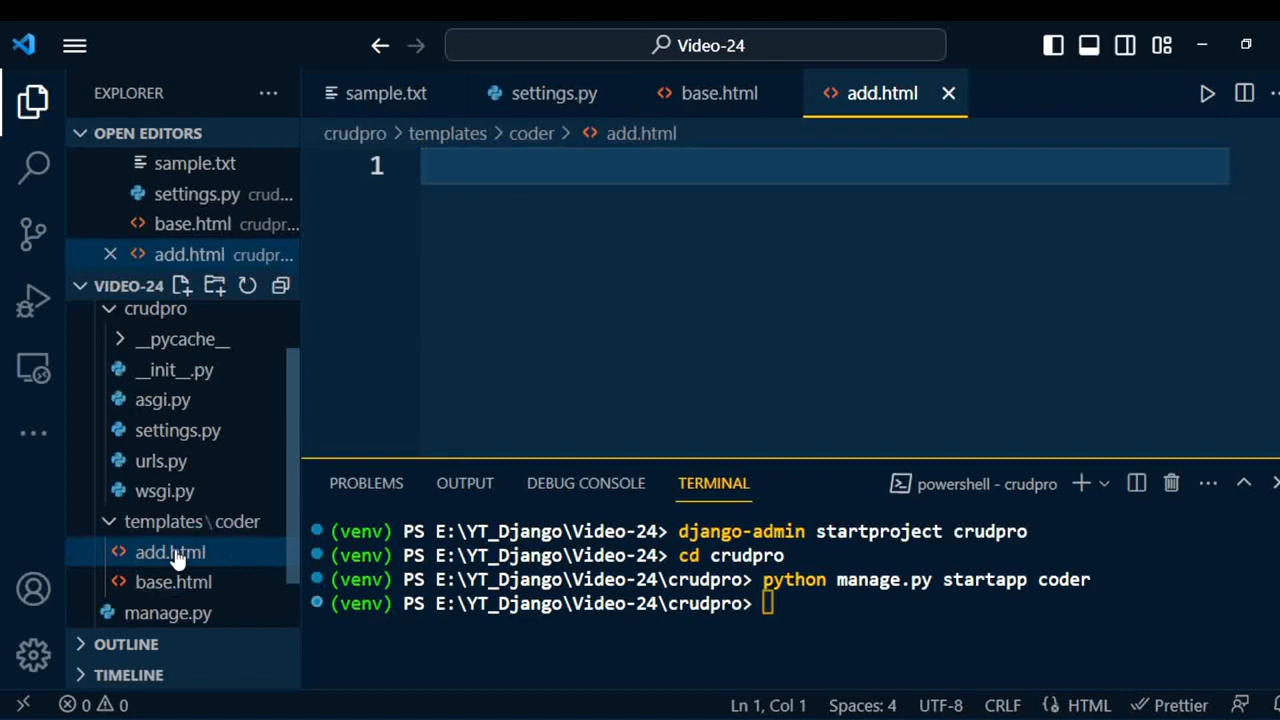 Video-24
EXPLORER
sample.txt
settings.py
base.html
add.html
OPEN EDITORS
crudpro > templates > coder > add.html
sample.txt
settings.py crud...
base.html crudpr...
add.html crudpr...
1
VIDEO-24
crudpro
__pycache__
__init__.py
asgi.py
settings.py
urls.py
wsgi.py
templates\coder
add.html
base.html
manage.py
OUTLINE
TIMELINE
PROBLEMS
OUTPUT
DEBUG CONSOLE
TERMINAL
powershell - crudpro
(venv) PS E:\YT_Django\Video-24> django-admin startproject crudpro
(venv) PS E:\YT_Django\Video-24> cd crudpro
(venv) PS E:\YT_Django\Video-24\crudpro> python manage.py startapp coder
(venv) PS E:\YT_Django\Video-24\crudpro>
0 0
Ln 1, Col 1
Spaces: 4
UTF-8
CRLF
HTML
Prettier